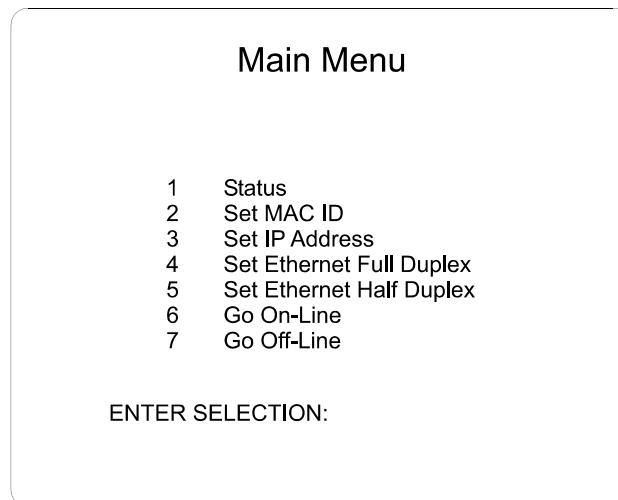 Main Menu
1 Status
2 Set MAC ID
3 Set IP Address
4 Set Ethernet Full Duplex
5 Set Ethernet Half Duplex
6 Go On-Line
7 Go Off-Line
ENTER SELECTION: